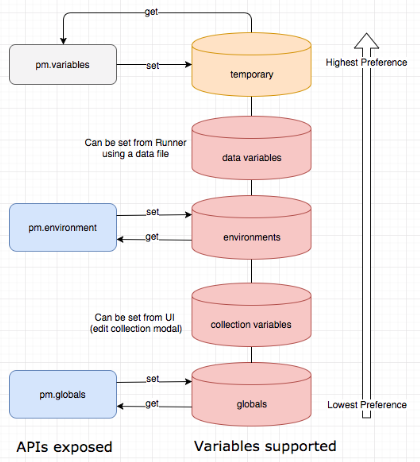 get
pm.variables
set
temporary
Highest Preference
Can be set from Runner
using a data file
data variables
pm.environment
set
get
environments
Can be set from UI
(edit collection modal)
collection variables
pm.globals
set
get
globals
Lowest Preference
APIs exposed
Variables supported